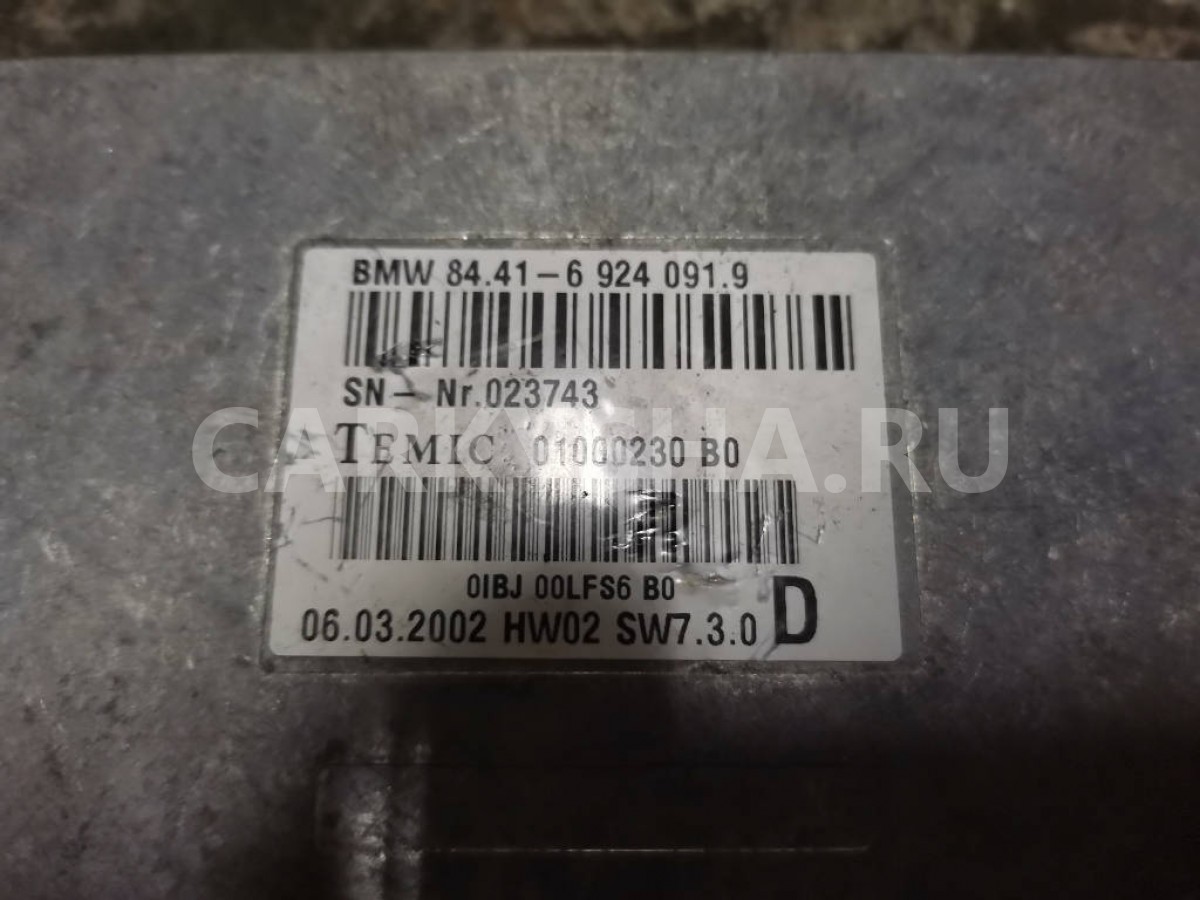 BMW 84.41-6 924 091.9
SN- Nr.023743
TEMIC 01000230 B0
CARKUCHA.RU
0IBJ 00LFS6 B0
06.03.2002 HW02 SW7.3.0 D